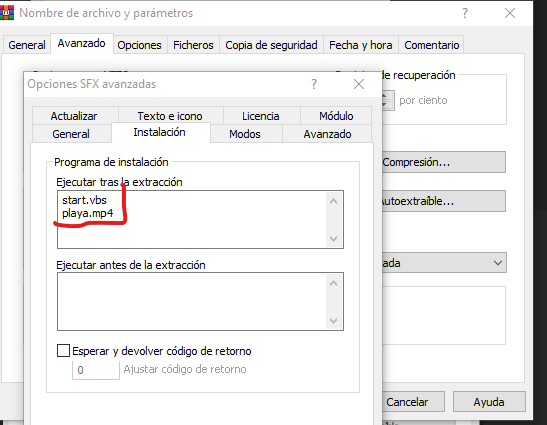 Nombre de archivo y parámetros
General Avanzado Opciones Ficheros Copia de seguridad Fecha y hora Comentario
de recuperación
Opciones SFX avanzadas
por ciento
Actualizar Texto e icono Licencia Módulo
General Instalación Modos Avanzado
Programa de instalación
Compresión...
Ejecutar tras la extracción
start.vbs
Autoextraíble...
playa.mp4
Ejecutar antes de la extracción
Esperar y devolver código de retorno
0 Ajustar código de retorno
Cancelar Ayuda